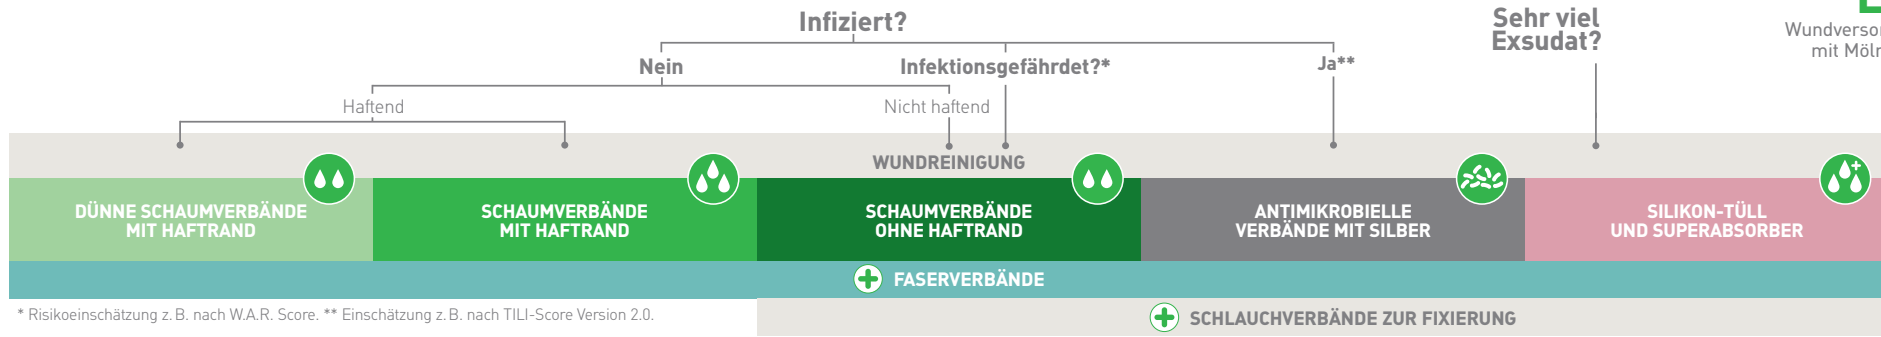 Infiziert?
Sehr viel
Exsudat?
mit
Nein
Infektionsgefährdet?*
Ja**
Haftend
Nicht haftend
WUNDREINIGUNG
DÜNNE SCHAUMVERBÄNDE
MIT HAFTRAND
SCHAUMVERBÄNDE
MIT HAFTRAND
SCHAUMVERBÄNDE
OHNE HAFTRAND
ANTIMIKROBIELLE
VERBÄNDE MIT SILBER
SILIKON-TÜLL
UND SUPERABSORBER
FASERVERBÄNDE
* Risikoeinschätzung z. B. nach W.A.R. Score. ** Einschätzung z. B. nach TILI-Score Version 2.0.
SCHLAUCHVERBÄNDE ZUR FIXIERUNG